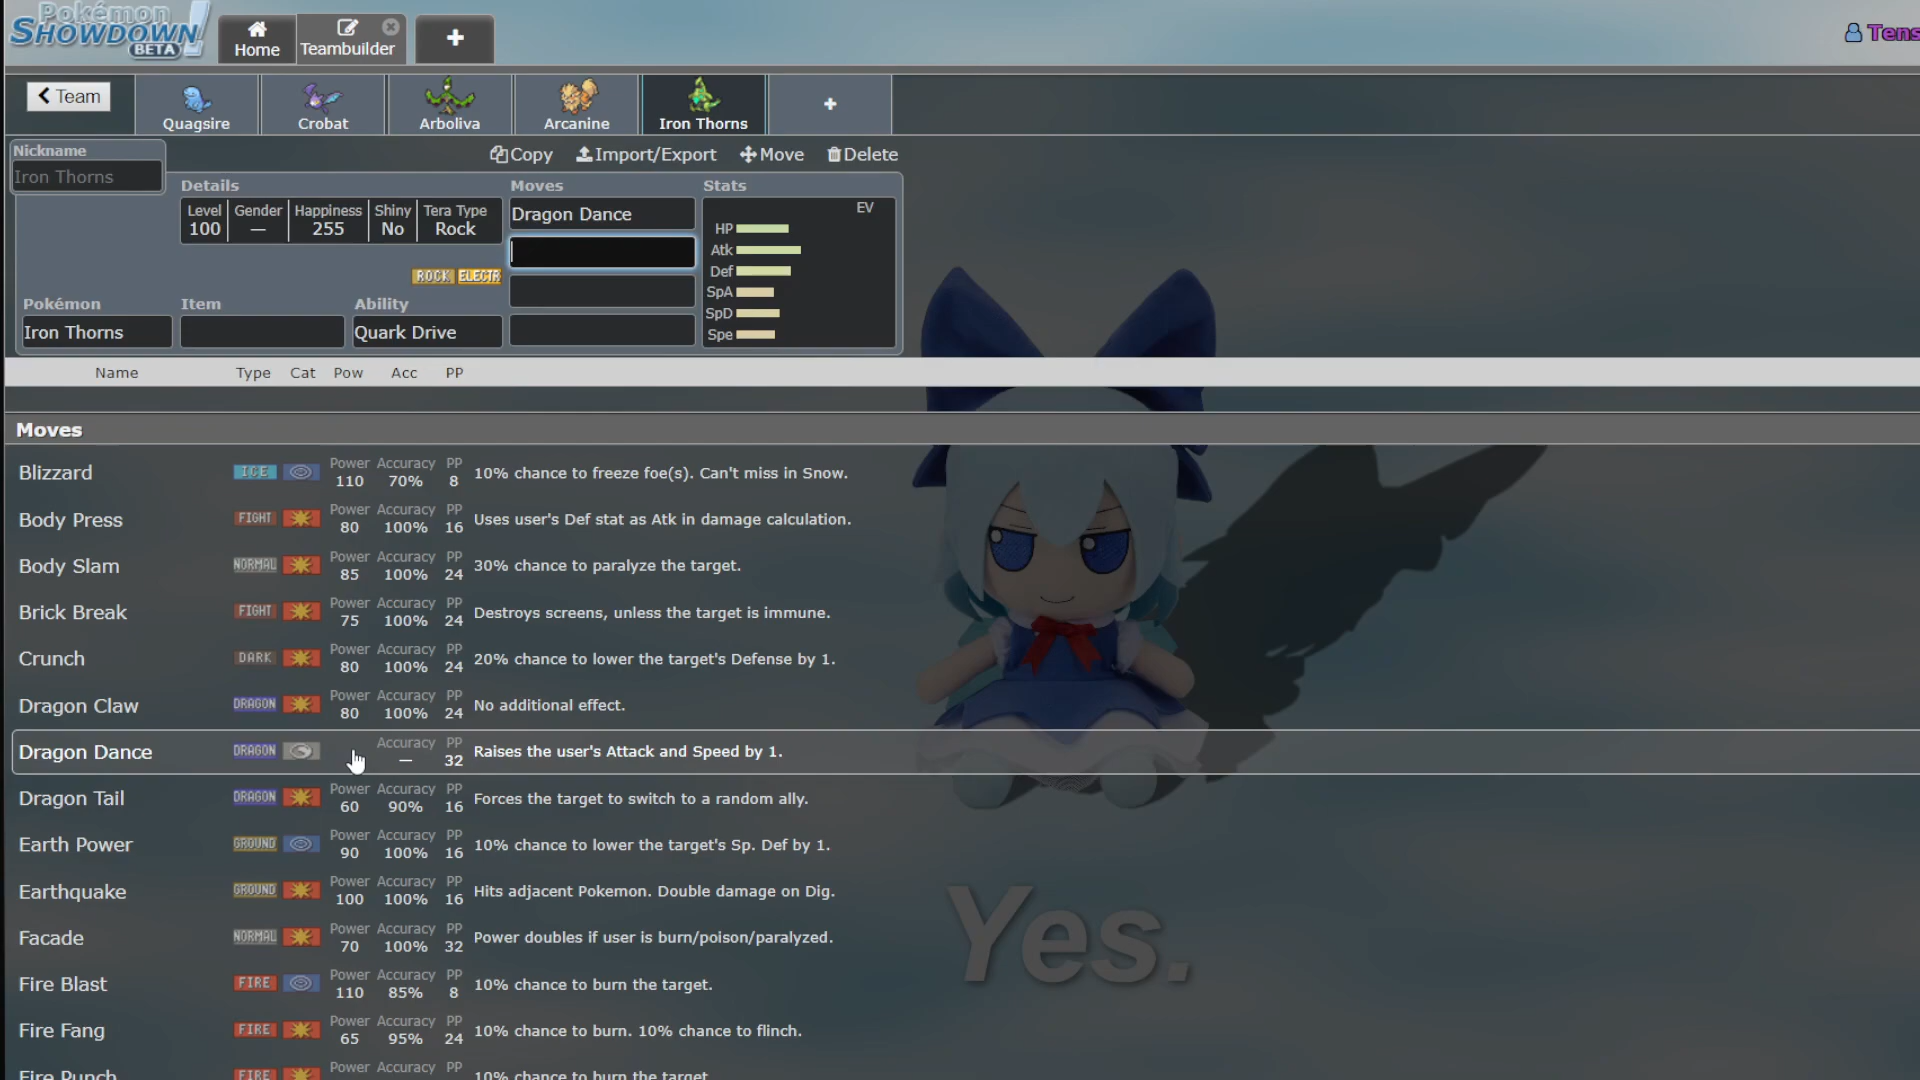 Pokémon
SHOWDOWN!
BETA
Home
Teambuilder
Tens
Team
Quagsire
Crobat
Arboliva
Arcanine
Iron Thorns
Nickname
Iron Thorns
Copy
Import/Export
Move
Delete
Details
Moves
Stats
Level Gender Happiness Shiny Tera Type
100 — 255 No Rock
Dragon Dance
EV
HP
Atk
Def
SpA
SpD
Spe
ROCK ELECTR
Pokémon Item Ability
Iron Thorns Quark Drive
Name Type Cat Pow Acc PP
Moves
Blizzard ICE Power 110 Accuracy 70% PP 8 10% chance to freeze foe(s). Can't miss in Snow.
Body Press FIGHT Power 80 Accuracy 100% PP 16 Uses user's Def stat as Atk in damage calculation.
Body Slam NORMAL Power 85 Accuracy 100% PP 24 30% chance to paralyze the target.
Brick Break FIGHT Power 75 Accuracy 100% PP 24 Destroys screens, unless the target is immune.
Crunch DARK Power 80 Accuracy 100% PP 24 20% chance to lower the target's Defense by 1.
Dragon Claw DRAGON Power 80 Accuracy 100% PP 24 No additional effect.
Dragon Dance DRAGON Accuracy — PP 32 Raises the user's Attack and Speed by 1.
Dragon Tail DRAGON Power 60 Accuracy 90% PP 16 Forces the target to switch to a random ally.
Earth Power GROUND Power 90 Accuracy 100% PP 16 10% chance to lower the target's Sp. Def by 1.
Earthquake GROUND Power 100 Accuracy 100% PP 16 Hits adjacent Pokemon. Double damage on Dig.
Facade NORMAL Power 70 Accuracy 100% PP 32 Power doubles if user is burn/poison/paralyzed.
Fire Blast FIRE Power 110 Accuracy 85% PP 8 10% chance to burn the target.
Fire Fang FIRE Power 65 Accuracy 95% PP 24 10% chance to burn. 10% chance to flinch.
Fire Punch FIRE Power Accuracy PP 10% chance to burn the target.
Yes.